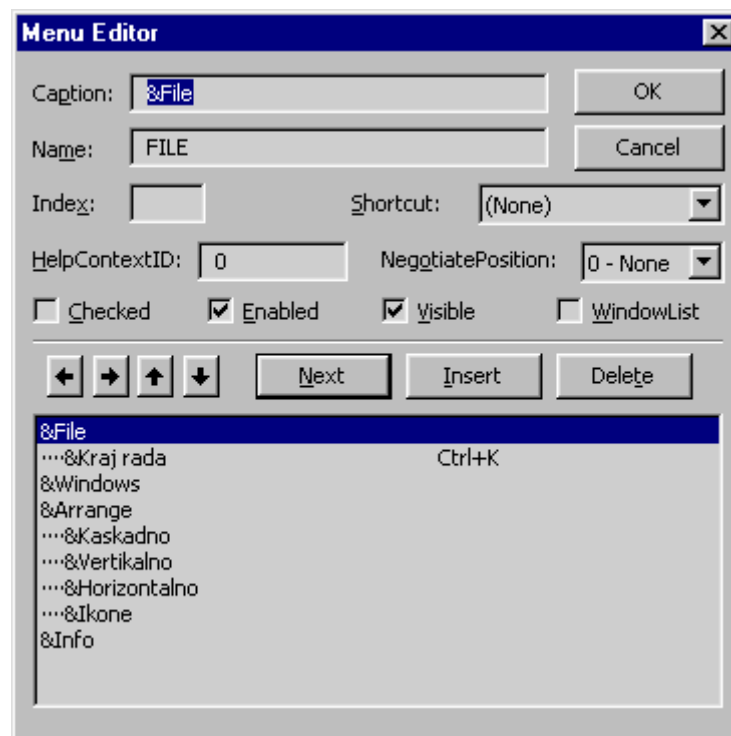 Menu Editor
Caption: &File OK
Name: FILE Cancel
Index: Shortcut: (None)
HelpContextID: 0 NegotiatePosition: 0 - None
Checked Enabled Visible WindowList
Next Insert Delete
&File
····&Kraj rada Ctrl+K
&Windows
&Arrange
····&Kaskadno
····&Vertikalno
····&Horizontalno
····&Ikone
&Info